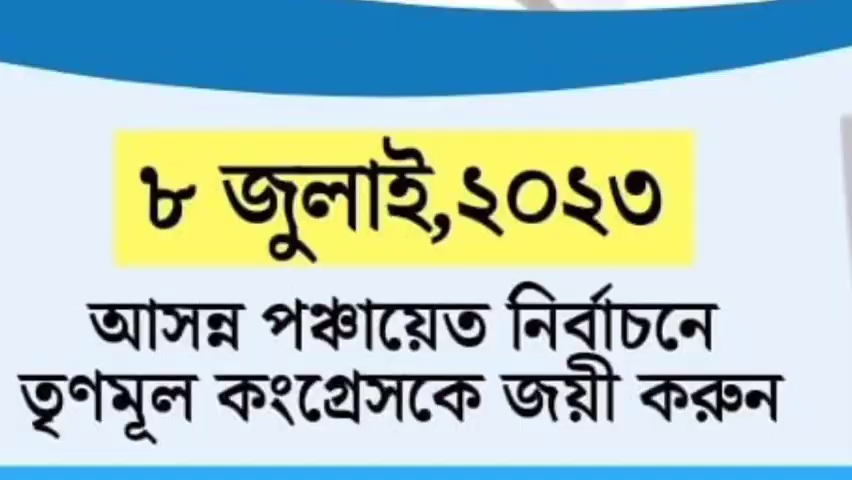 ৮ জুলাই,২০২৩
আসন্ন পঞ্চায়েত নির্বাচনে
তৃণমূল কংগ্রেসকে জয়ী করুন